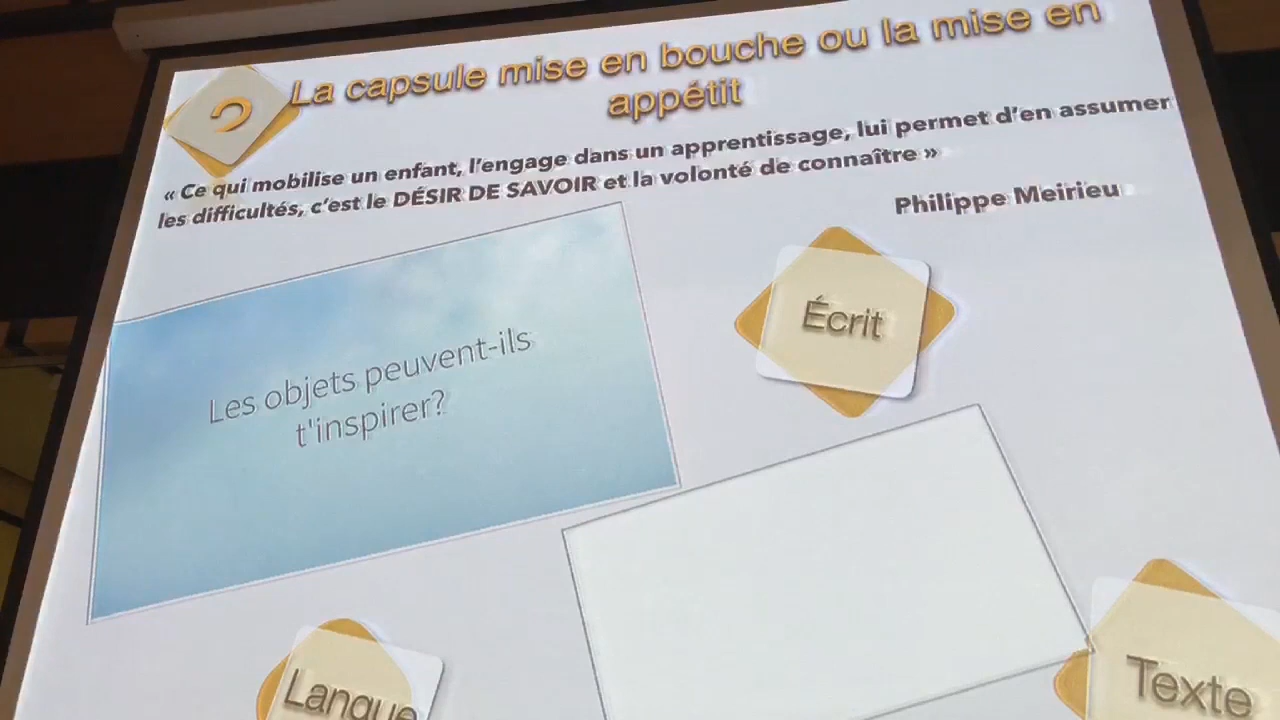 2
La capsule mise en bouche ou la mise en
appétit
« Ce qui mobilise un enfant, l'engage dans un apprentissage, lui permet d'en assumer
les difficultés, c'est le DÉSIR DE SAVOIR et la volonté de connaître »
Philippe Meirieu
Les objets peuvent-ils
t'inspirer?
Écrit
Langue
Texte